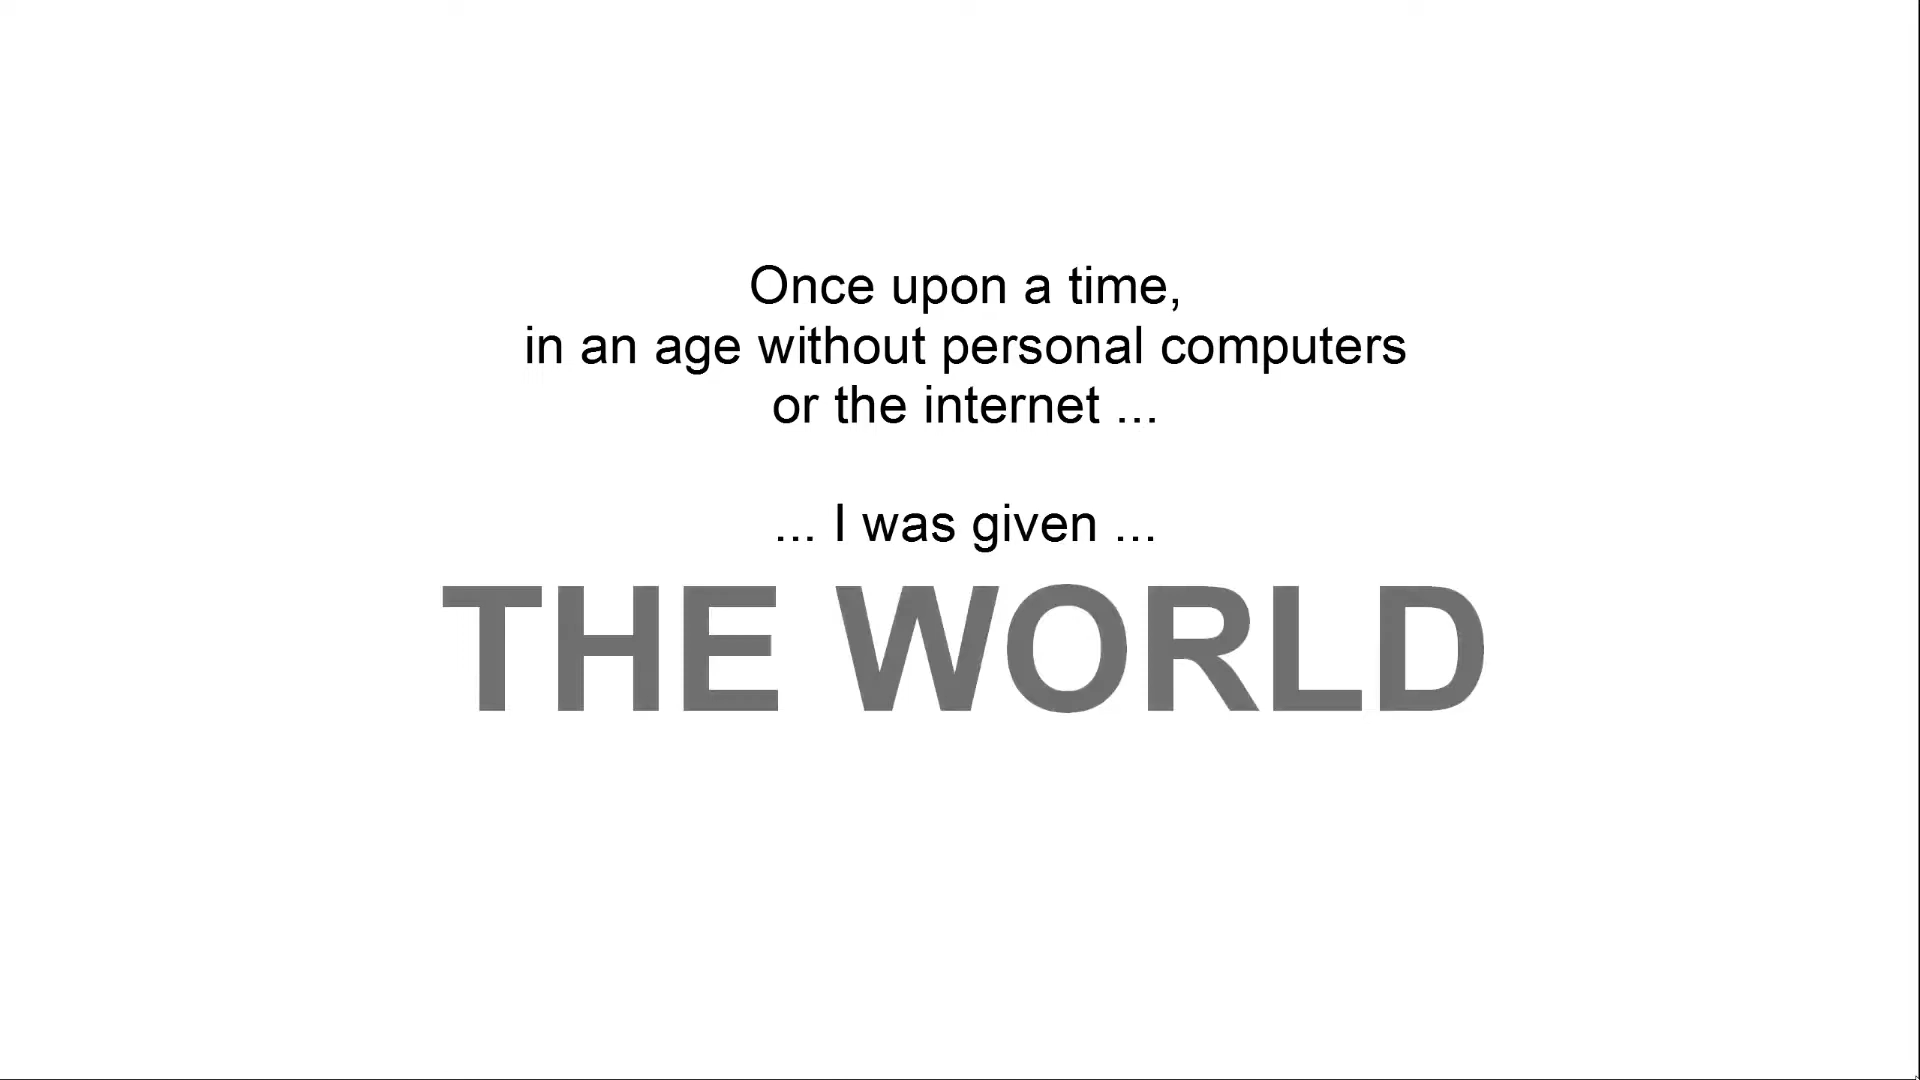 Once upon a time,
in an age without personal computers
or the internet ...
... I was given ...
THE WORLD